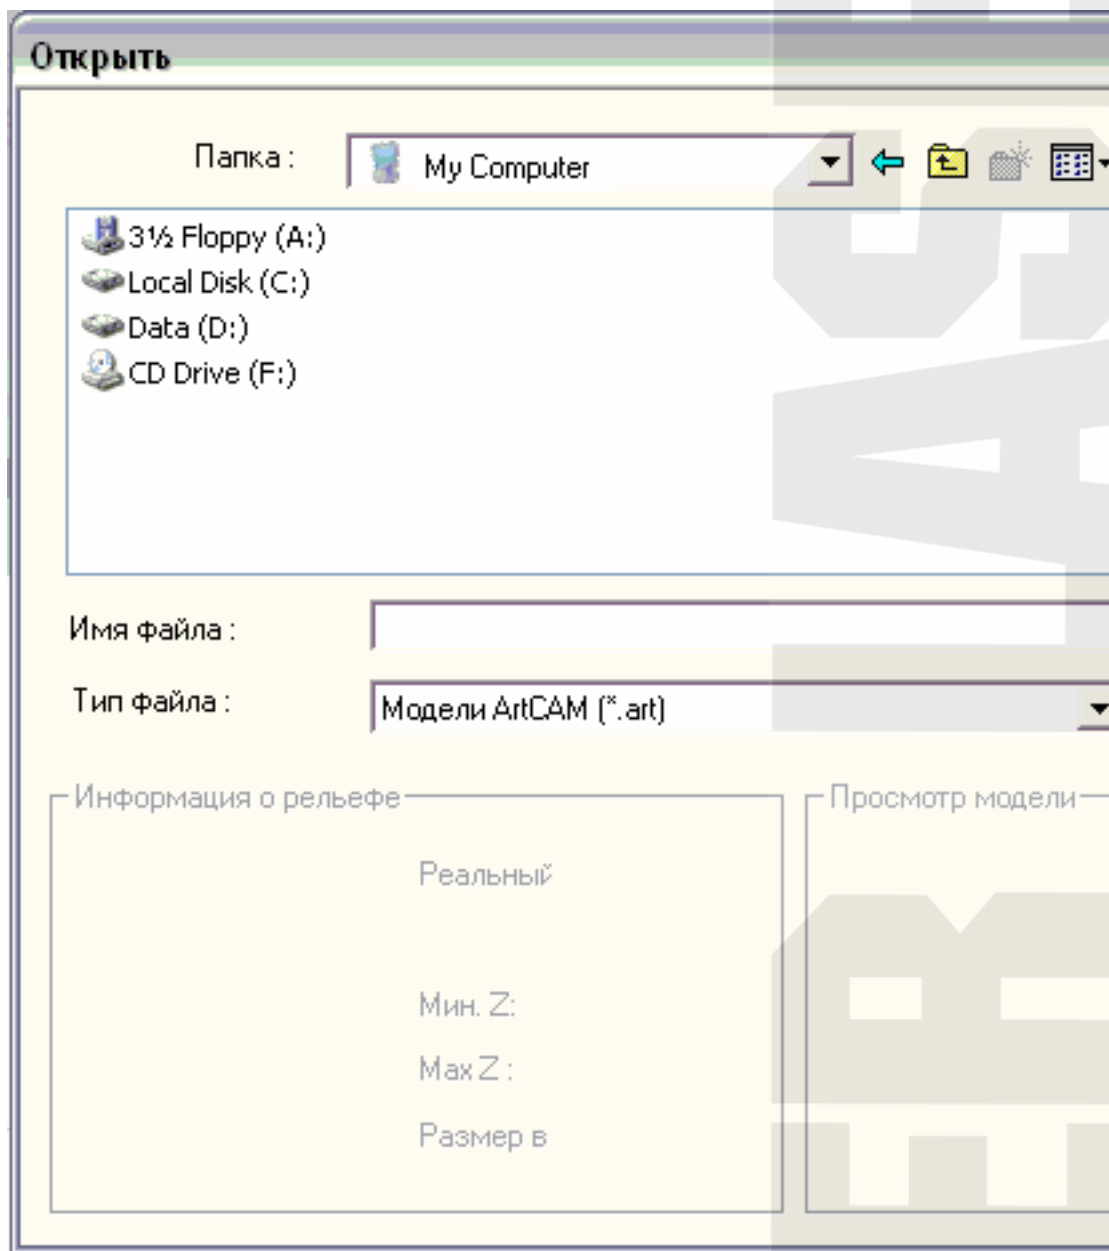 Открыть
Папка :
My Computer
3½ Floppy (A:)
Local Disk (C:)
Data (D:)
CD Drive (F:)
Имя файла :
Тип файла :
Модели ArtCAM (*.art)
Информация о рельефе
Просмотр модели
Реальный
Мин. Z:
Max Z :
Размер в